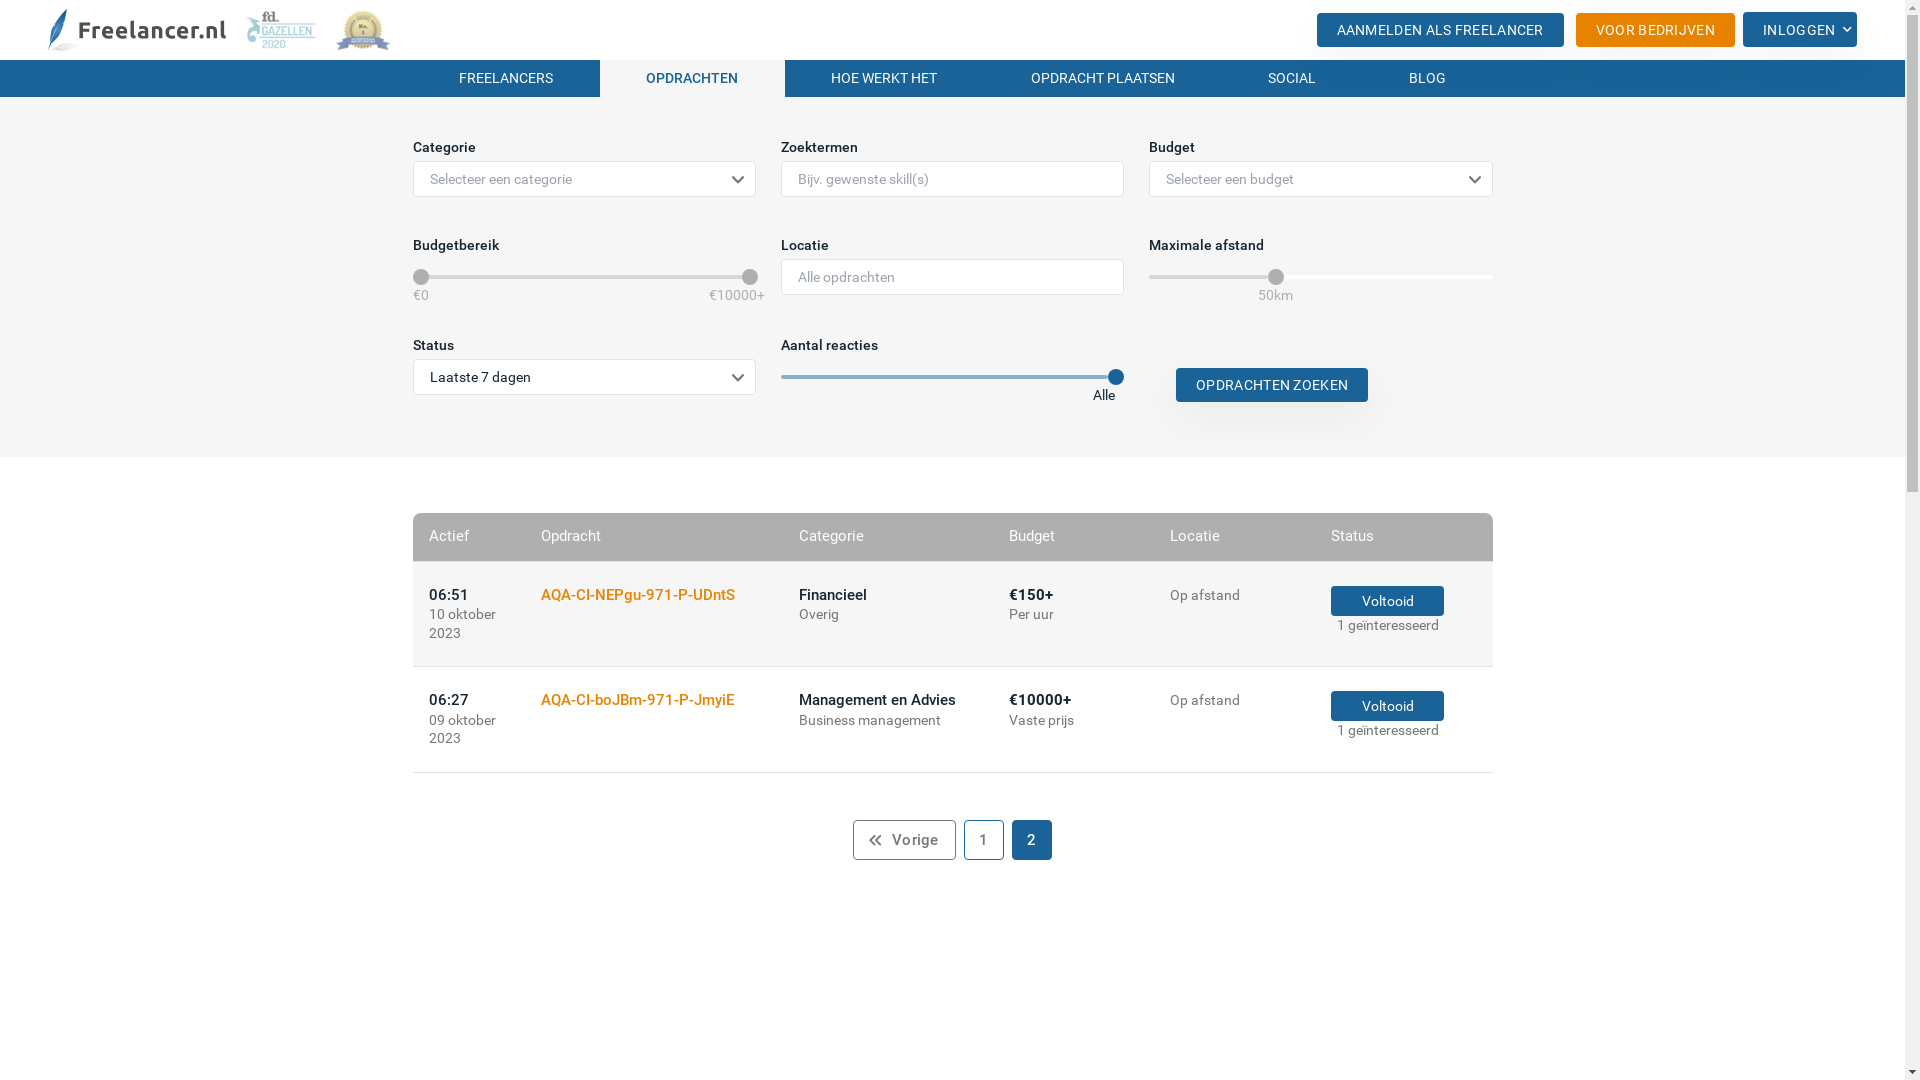 Freelancer.nl
fd.
GAZELLEN
2020
AANMELDEN ALS FREELANCER
VOOR BEDRIJVEN
INLOGGEN
FREELANCERS
OPDRACHTEN
HOE WERKT HET
OPDRACHT PLAATSEN
SOCIAL
BLOG
Categorie
Zoektermen
Budget
Selecteer een categorie
Bijv. gewenste skill(s)
Selecteer een budget
Budgetbereik
Locatie
Maximale afstand
Alle opdrachten
€0
€10000+
50km
Status
Aantal reacties
Laatste 7 dagen
Alle
OPDRACHTEN ZOEKEN
Actief
Opdracht
Categorie
Budget
Locatie
Status
06:51
10 oktober
2023
AQA-CI-NEPgu-971-P-UDntS
Financieel
Overig
€150+
Per uur
Op afstand
Voltooid
1 geïnteresseerd
06:27
09 oktober
2023
AQA-CI-boJBm-971-P-JmyiE
Management en Advies
Business management
€10000+
Vaste prijs
Op afstand
Voltooid
1 geïnteresseerd
Vorige
1
2